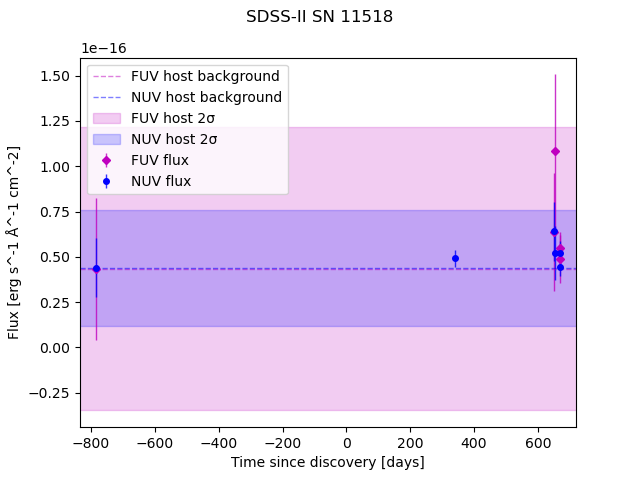 SDSS-II SN 11518
1e−16
FUV host background
NUV host background
FUV host 2σ
NUV host 2σ
FUV flux
NUV flux
1.50
1.25
1.00
0.75
0.50
0.25
0.00
−0.25
Flux [erg s^-1 Å^-1 cm^-2]
−800
−600
−400
−200
0
200
400
600
Time since discovery [days]